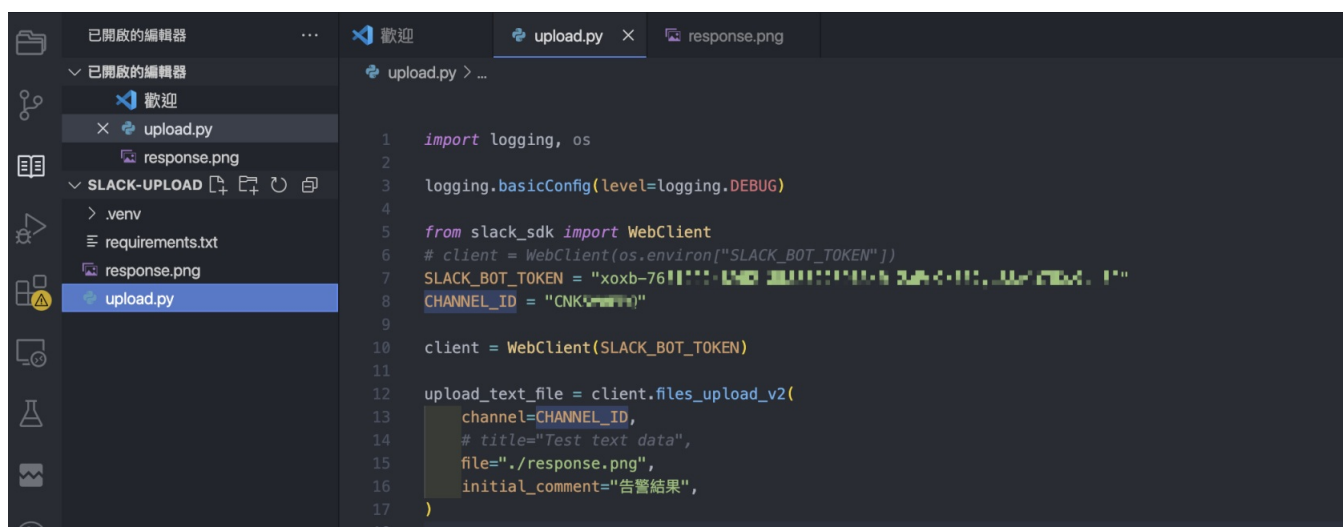 已開啟的編輯器 ...
歡迎
upload.py
response.png
已開啟的編輯器
歡迎
upload.py
response.png
SLACK-UPLOAD
.venv
requirements.txt
response.png
upload.py
upload.py > ...
1 import logging, os
2
3 logging.basicConfig(level=logging.DEBUG)
4
5 from slack_sdk import WebClient
6 # client = WebClient(os.environ["SLACK_BOT_TOKEN"])
7 SLACK_BOT_TOKEN = "xoxb-76"
8 CHANNEL_ID = "CNK"
9
10 client = WebClient(SLACK_BOT_TOKEN)
11
12 upload_text_file = client.files_upload_v2(
13 channel=CHANNEL_ID,
14 # title="Test text data",
15 file="./response.png",
16 initial_comment="告警結果",
17 )